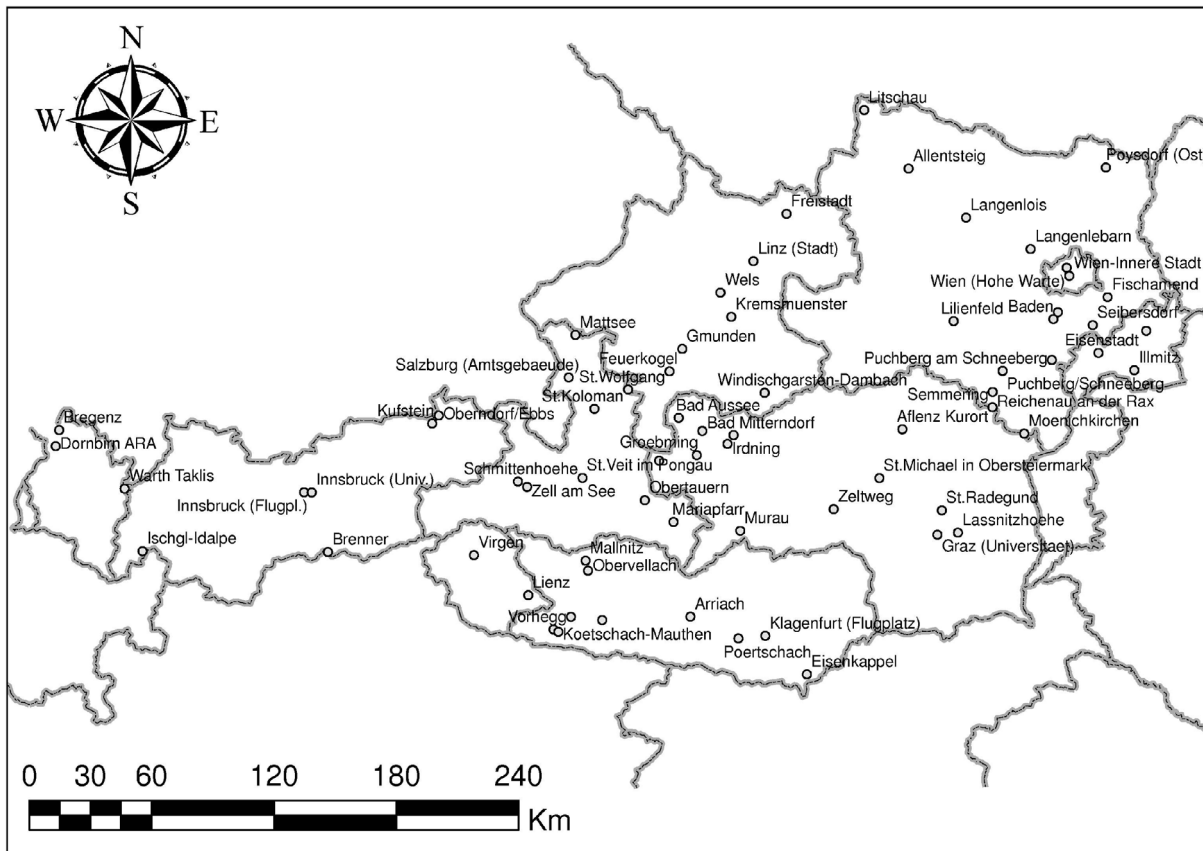 N
W
E
S
Litschau
Allentsteig
Poysdorf (Ost
Freistadt
Langenlois
Langenlebarn
Linz (Stadt)
Wien-Innere Stadt
Wels
Wien (Hohe Warte)
Fischamend
Kremsmuenster
Lilienfeld
Baden
Seibersdorf
Mattsee
Gmunden
Eisenstadt
Feuerkogel
Salzburg (Amtsgebaeude)
Puchberg am Schneeberg
Illmitz
St.Wolfgang
Windischgarsten-Dambach
Puchberg/Schneeberg
Semmering
St.Koloman
Reichenau an der Rax
Bregenz
Kufstein
Oberndorf/Ebbs
Bad Aussee
Aflenz Kurort
Moenichkirchen
Bad Mitterndorf
Dornbirn ARA
Groebming
Irdning
Schmittenhoehe
St.Veit im Pongau
St.Michael in Obersteiermark
Warth Taklis
Innsbruck (Univ.)
Zell am See
Obertauern
Innsbruck (Flugpl.)
Zeltweg
St.Radegund
Mariapfarr
Murau
Lassnitzhoehe
Ischgl-Idalpe
Brenner
Virgen
Mallnitz
Graz (Universitaet)
Obervellach
Lienz
Vorhegg
Arriach
Koetschach-Mauthen
Klagenfurt (Flugplatz)
Poertschach
Eisenkappel
0 30 60 120 180 240
Km